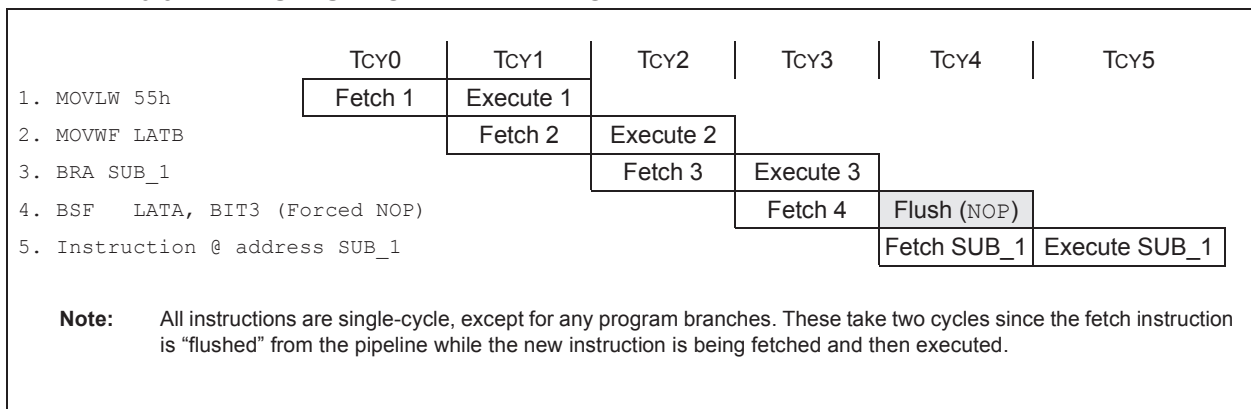 TCY0 TCY1 TCY2 TCY3 TCY4 TCY5
1. MOVLW 55h Fetch 1 Execute 1
2. MOVWF LATB Fetch 2 Execute 2
3. BRA SUB_1 Fetch 3 Execute 3
4. BSF LATA, BIT3 (Forced NOP) Fetch 4 Flush (NOP)
5. Instruction @ address SUB_1 Fetch SUB_1 Execute SUB_1
Note: All instructions are single-cycle, except for any program branches. These take two cycles since the fetch instruction
is “flushed” from the pipeline while the new instruction is being fetched and then executed.